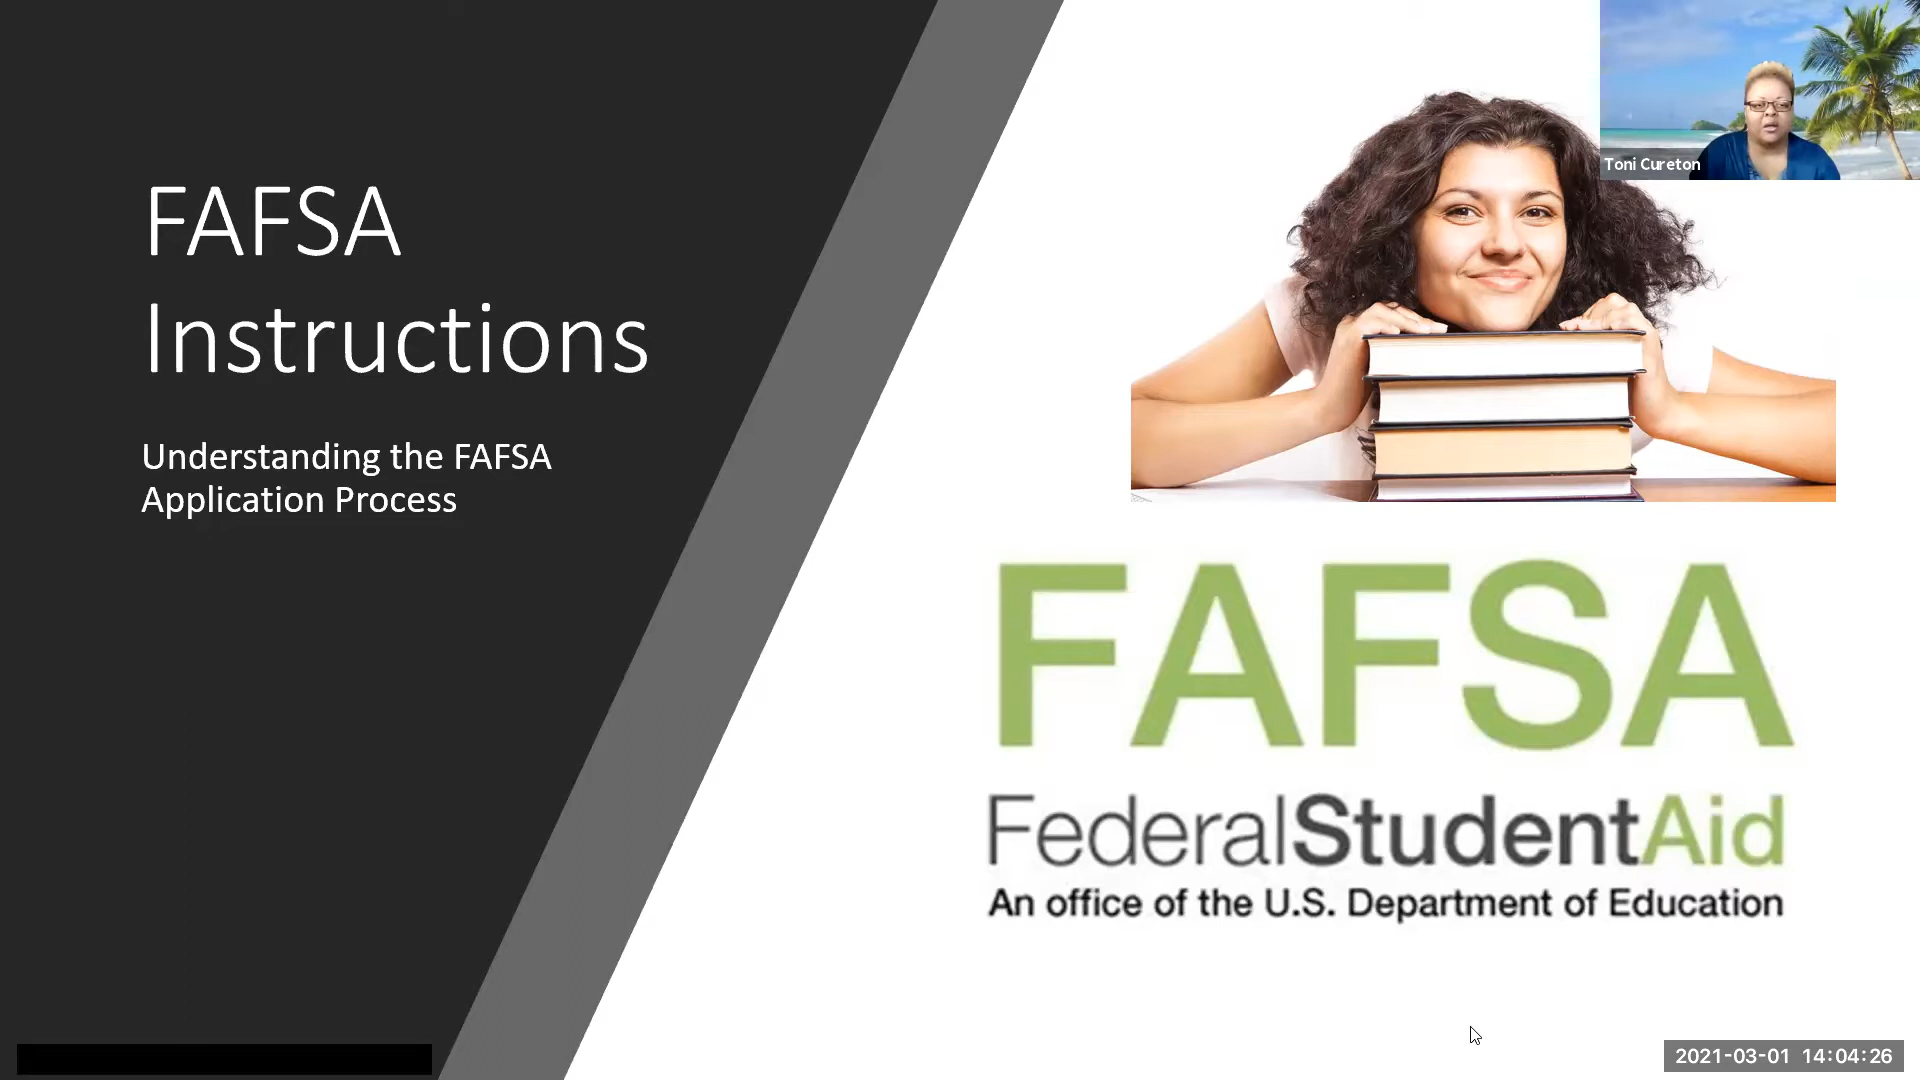 FAFSA
Instructions
Understanding the FAFSA
Application Process
Toni Cureton
FAFSA
FederalStudentAid
An office of the U.S. Department of Education
2021-03-01 14:04:26